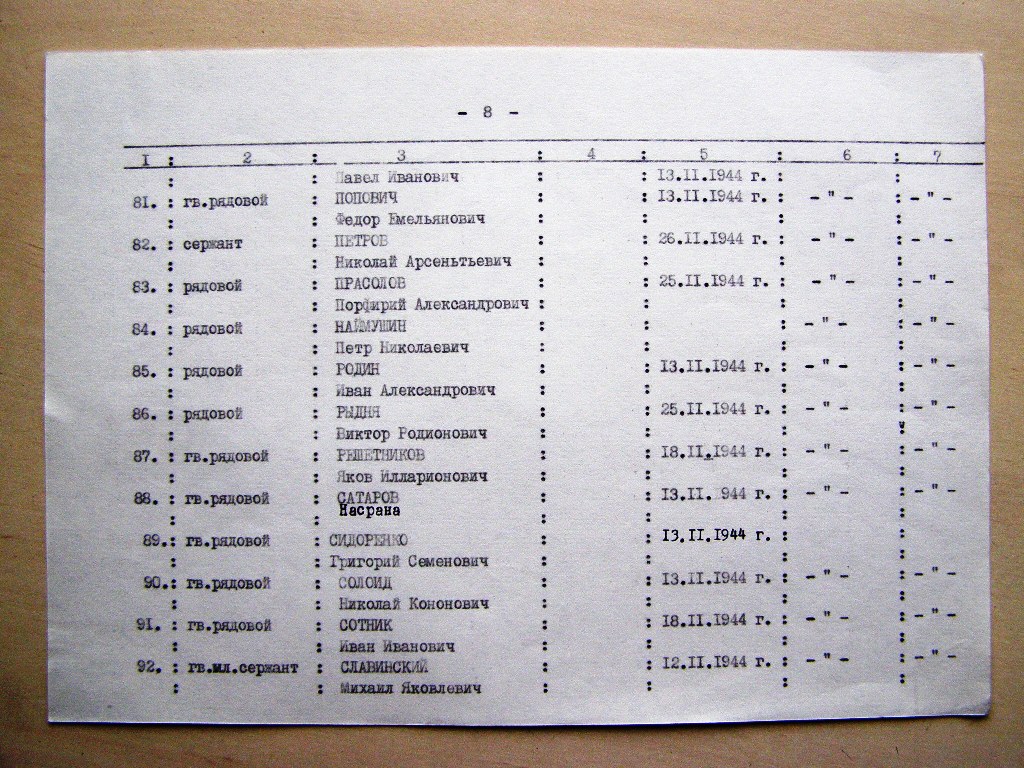 - 8 -
I : 2 : 3 : 4 : 5 : 6 : 7
: : Павел Иванович : : 13.II.1944 г. : :
81. : гв.рядовой : ПОПОВИЧ : : 13.II.1944 г. : - " - : - " -
: : Федор Емельянович : : : :
82. : сержант : ПЕТРОВ : : 26.II.1944 г. : - " - : - " -
: : Николай Арсеньтьевич : : : :
83. : рядовой : ПРАСОЛОВ : : 25.II.1944 г. : - " - : - " -
: : Порфирий Александрович : : : :
84. : рядовой : НАЙМУШИН : : : - " - : - " -
: : Петр Николаевич : : : :
85. : рядовой : РОДИН : : 13.II.1944 г. : - " - : - " -
: : Иван Александрович : : : :
86. : рядовой : РЫДНЯ : : 25.II.1944 г. : - " - : - " -
: : Виктор Родионович : : : :
87. : гв.рядовой : РЕШЕТНИКОВ : : 18.II.1944 г. : - " - : - " -
: : Яков Илларионович : : : :
88. : гв.рядовой : САТАРОВ : : 13.II. 944 г. : - " - : - " -
: : Насрана : : : :
89.: гв.рядовой : СИДОРЕНКО : : 13.II.1944 г. : :
: : Григорий Семенович : : : :
90.: гв.рядовой : СОЛОИД : : 13.II.1944 г. : - " - : - " -
: : Николай Кононович : : : :
91. : гв.рядовой : СОТНИК : : 18.II.1944 г. : - " - : - " -
: : Иван Иванович : : : :
92. : гв.мл.сержант : СЛАВИНСКИЙ : : 12.II.1944 г. : - " - : - " -
: : Михаил Яковлевич : : : :